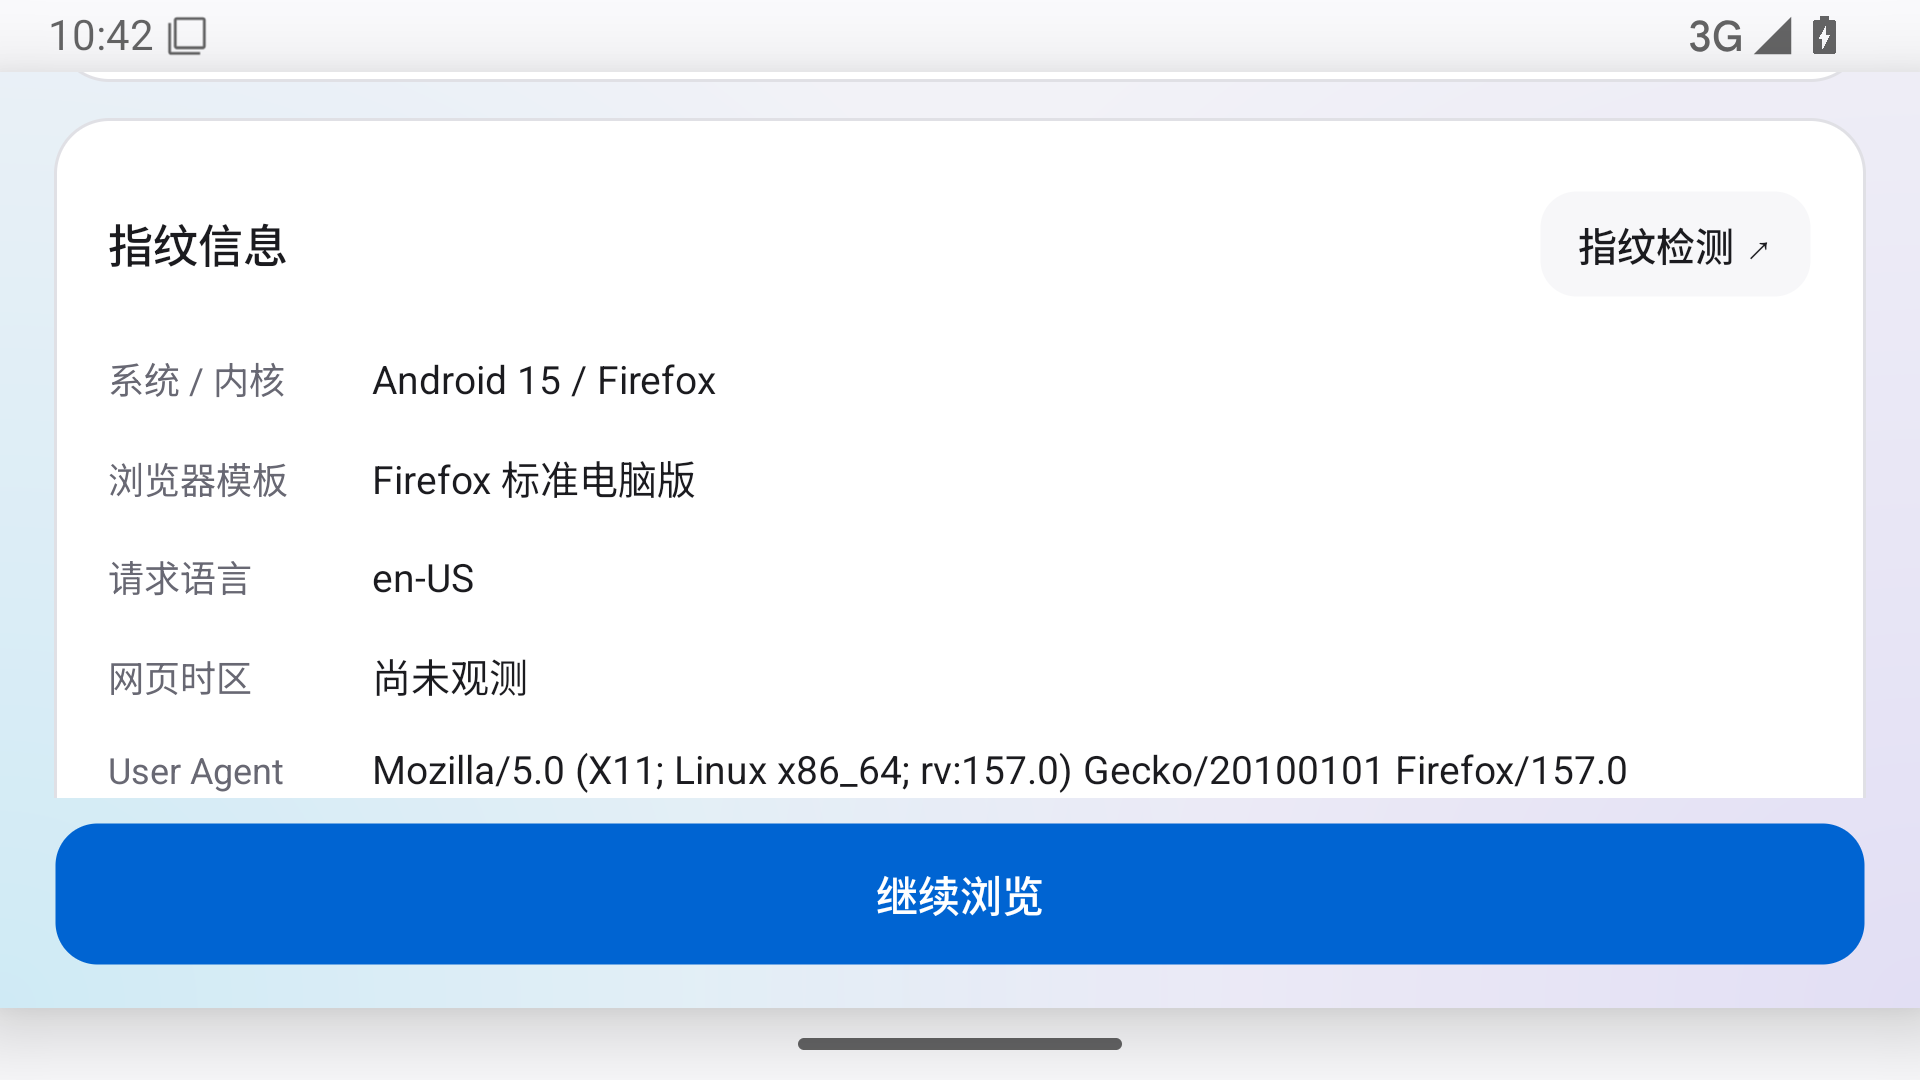 10:42
3G
指纹信息
指纹检测 ↗
系统 / 内核
Android 15 / Firefox
浏览器模板
Firefox 标准电脑版
请求语言
en-US
网页时区
尚未观测
User Agent
Mozilla/5.0 (X11; Linux x86_64; rv:157.0) Gecko/20100101 Firefox/157.0
继续浏览